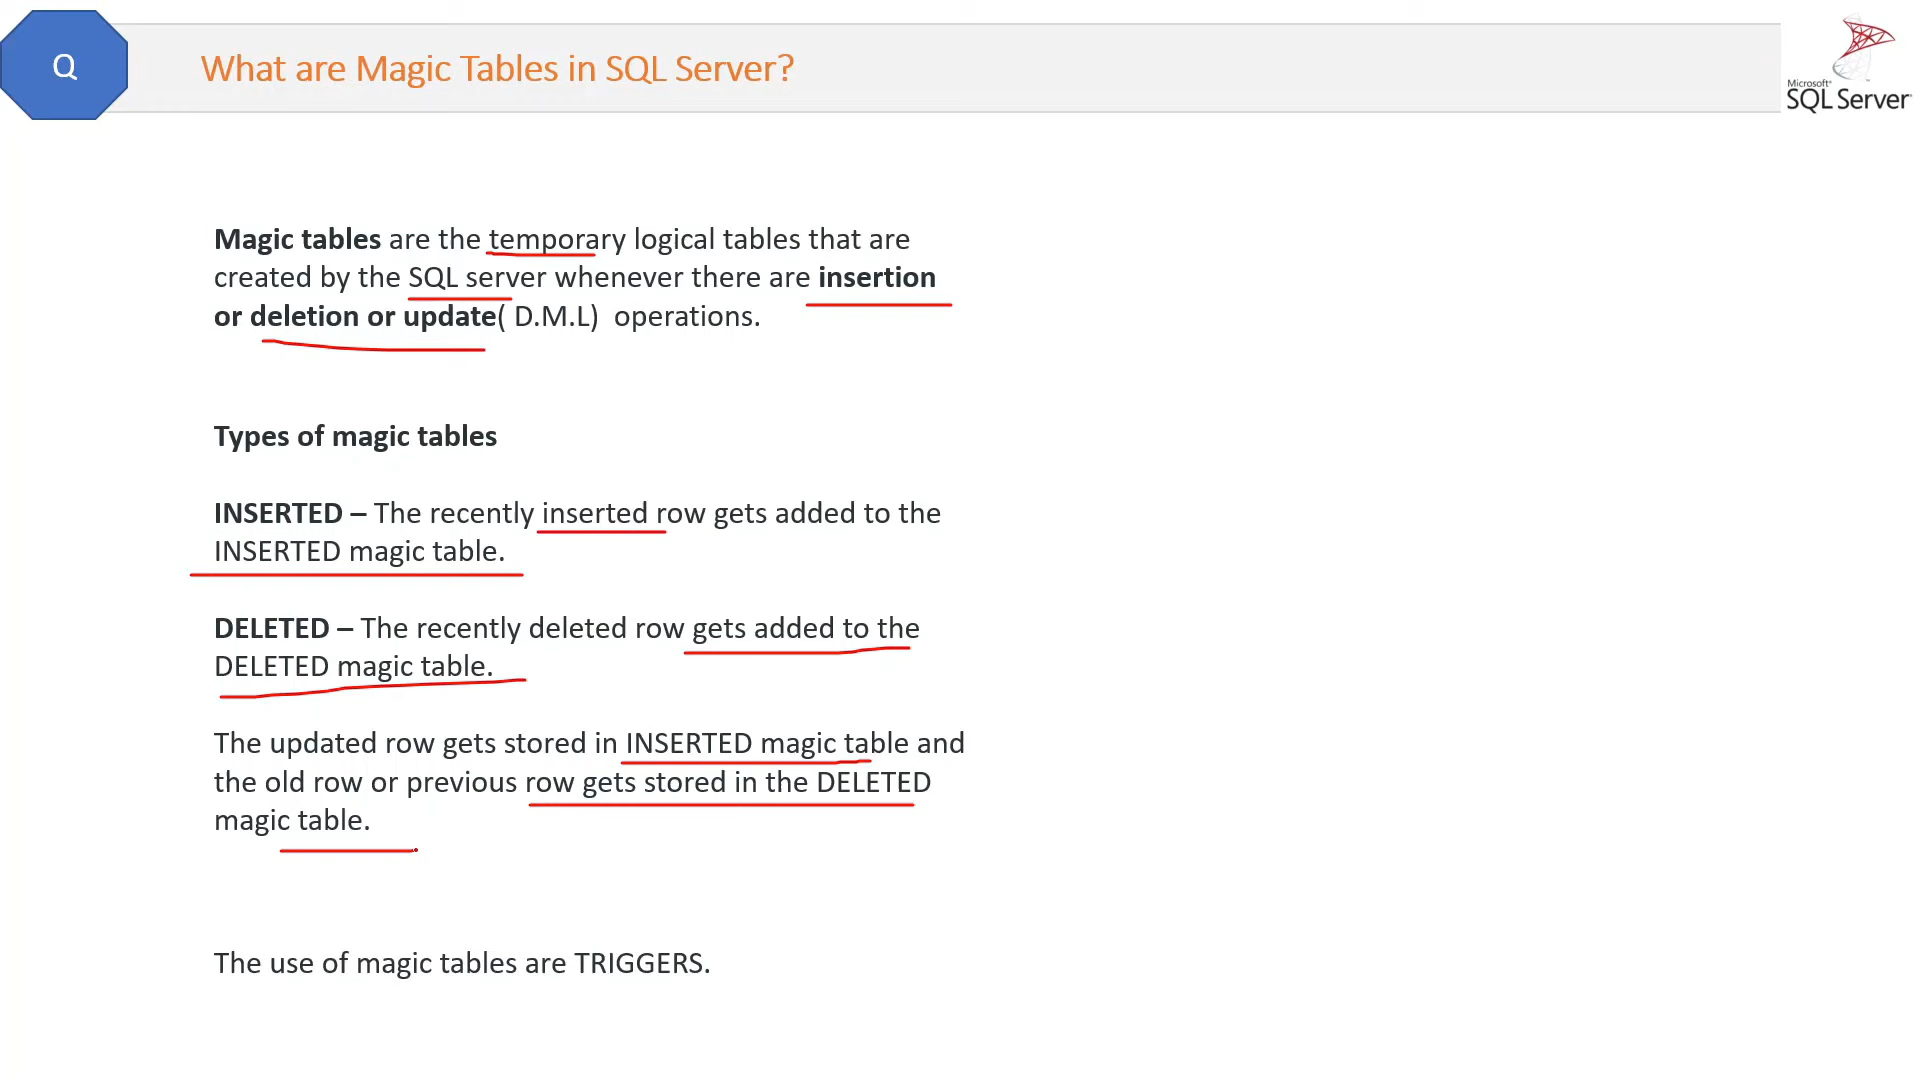 Q
What are Magic Tables in SQL Server?
Microsoft®
SQL Server
Magic tables are the temporary logical tables that are
created by the SQL server whenever there are insertion
or deletion or update( D.M.L)  operations.
Types of magic tables
INSERTED – The recently inserted row gets added to the
INSERTED magic table.
DELETED – The recently deleted row gets added to the
DELETED magic table.
The updated row gets stored in INSERTED magic table and
the old row or previous row gets stored in the DELETED
magic table.
The use of magic tables are TRIGGERS.